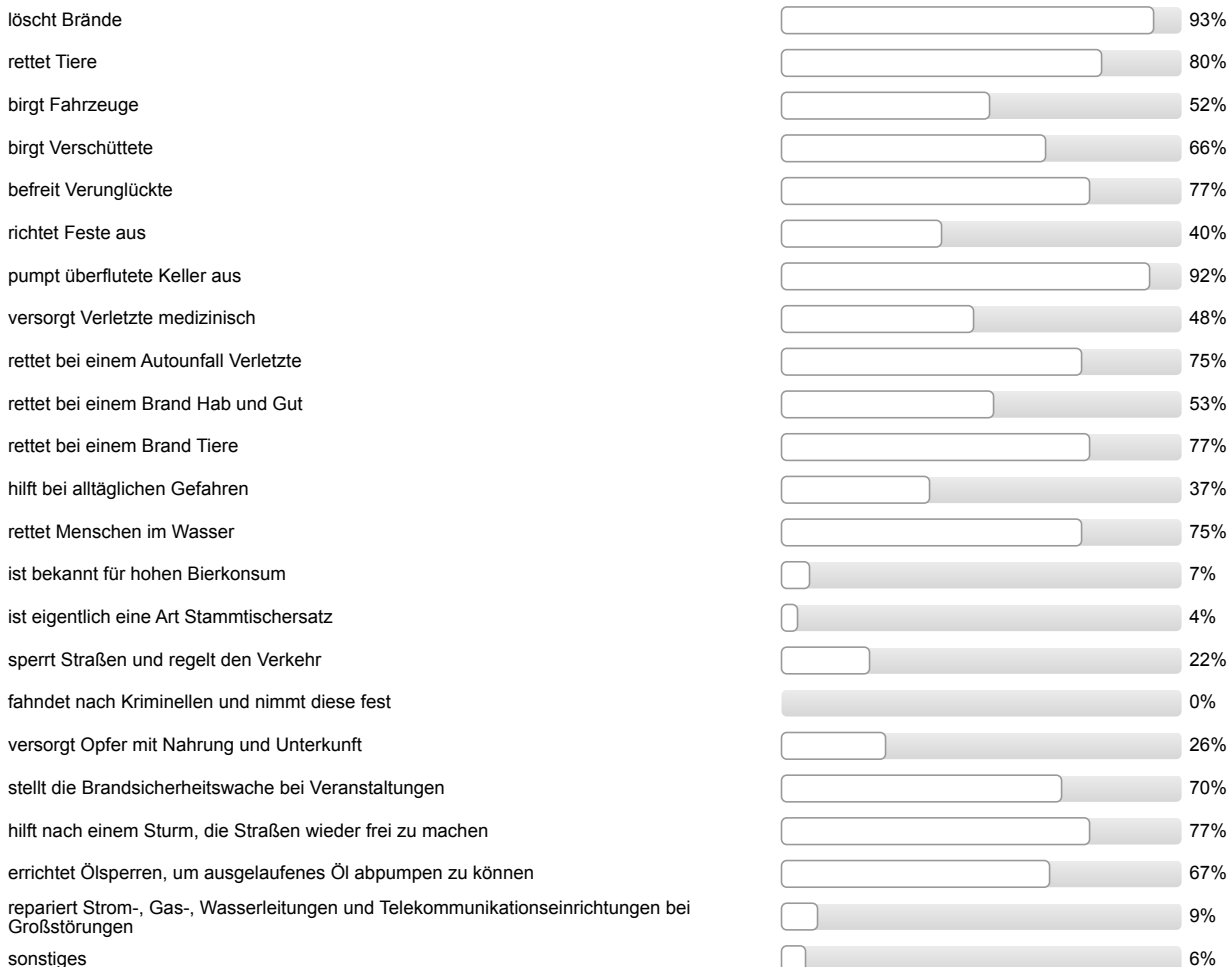 löscht Brände 93%
rettet Tiere 80%
birgt Fahrzeuge 52%
birgt Verschüttete 66%
befreit Verunglückte 77%
richtet Feste aus 40%
pumpt überflutete Keller aus 92%
versorgt Verletzte medizinisch 48%
rettet bei einem Autounfall Verletzte 75%
rettet bei einem Brand Hab und Gut 53%
rettet bei einem Brand Tiere 77%
hilft bei alltäglichen Gefahren 37%
rettet Menschen im Wasser 75%
ist bekannt für hohen Bierkonsum 7%
ist eigentlich eine Art Stammtischersatz 4%
sperrt Straßen und regelt den Verkehr 22%
fahndet nach Kriminellen und nimmt diese fest 0%
versorgt Opfer mit Nahrung und Unterkunft 26%
stellt die Brandsicherheitswache bei Veranstaltungen 70%
hilft nach einem Sturm, die Straßen wieder frei zu machen 77%
errichtet Ölsperren, um ausgelaufenes Öl abpumpen zu können 67%
repariert Strom-, Gas-, Wasserleitungen und Telekommunikationseinrichtungen bei
Großstörungen 9%
sonstiges 6%